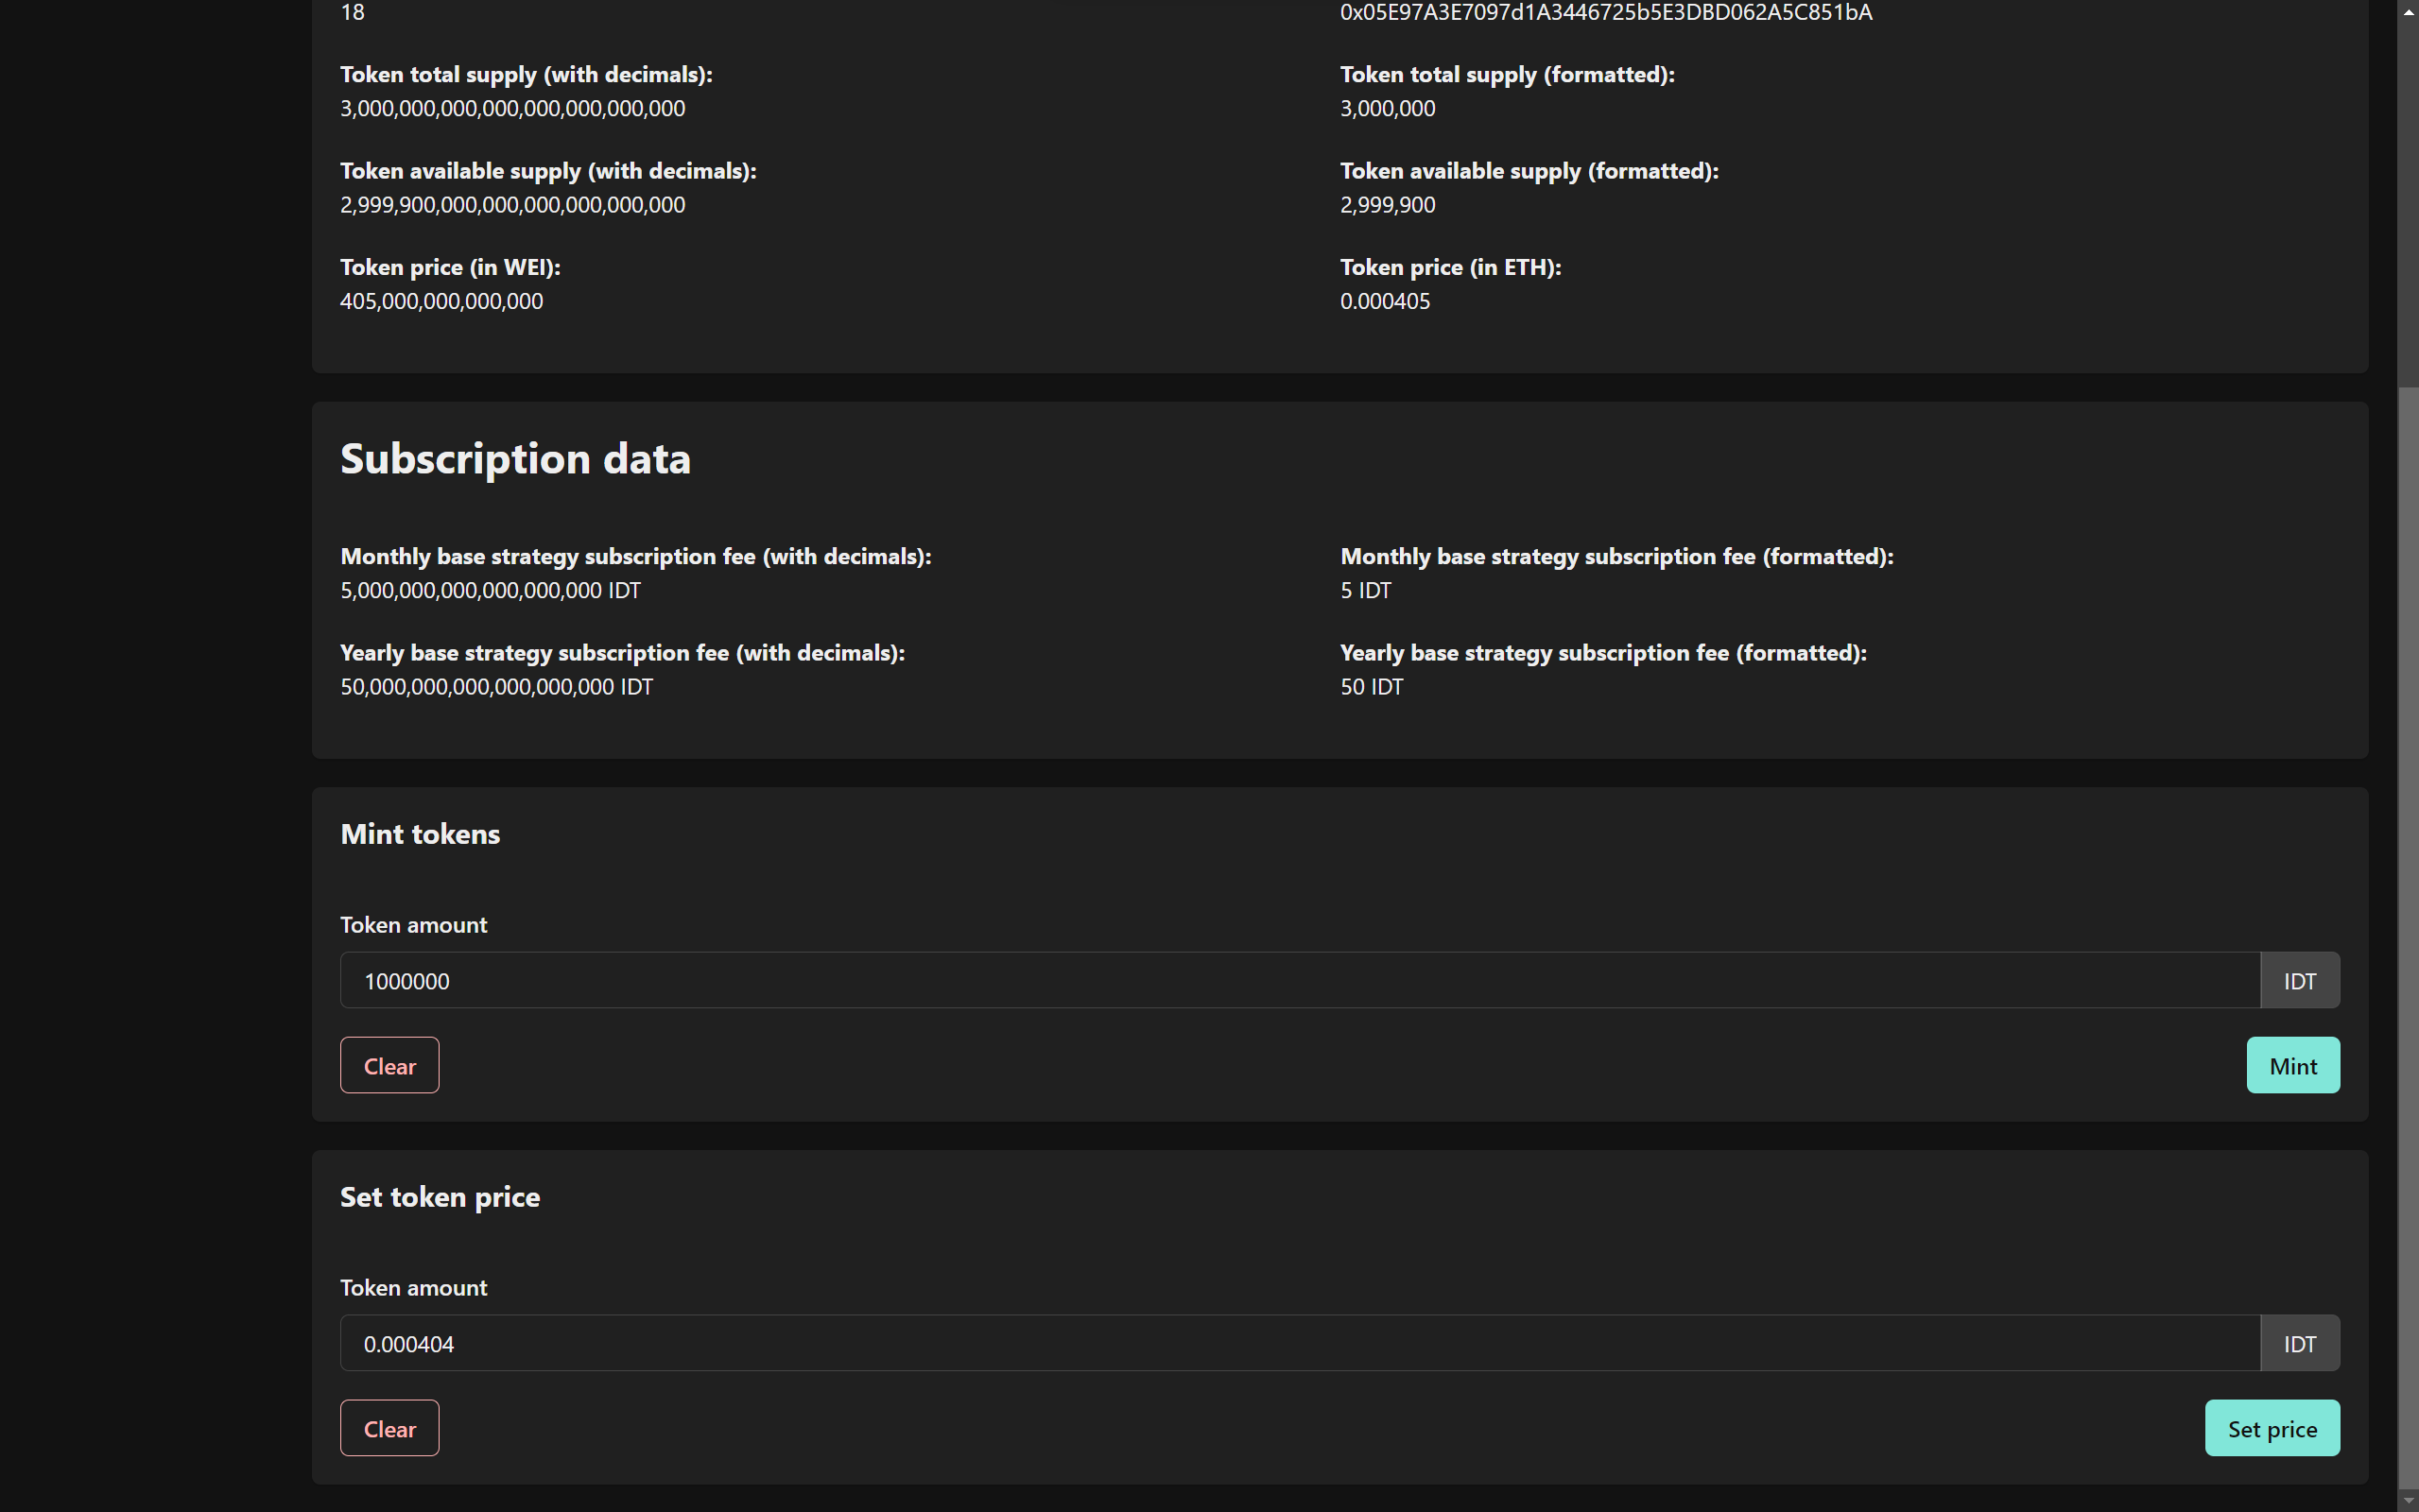 18
0x05E97A3E7097d1A3446725b5E3DBD062A5C851bA
Token total supply (with decimals):
3,000,000,000,000,000,000,000,000
Token total supply (formatted):
3,000,000
Token available supply (with decimals):
2,999,900,000,000,000,000,000,000
Token available supply (formatted):
2,999,900
Token price (in WEI):
405,000,000,000,000
Token price (in ETH):
0.000405
Subscription data
Monthly base strategy subscription fee (with decimals):
5,000,000,000,000,000,000 IDT
Monthly base strategy subscription fee (formatted):
5 IDT
Yearly base strategy subscription fee (with decimals):
50,000,000,000,000,000,000 IDT
Yearly base strategy subscription fee (formatted):
50 IDT
Mint tokens
Token amount
1000000
IDT
Clear
Mint
Set token price
Token amount
0.000404
IDT
Clear
Set price